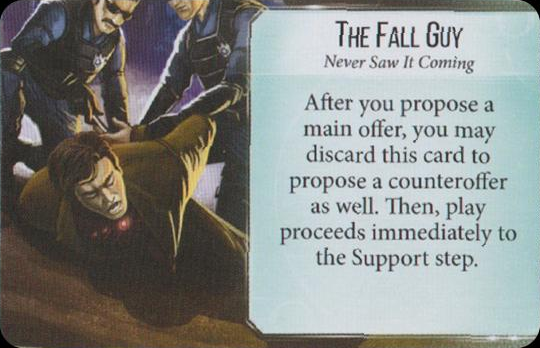 THE FALL GUY
Never Saw It Coming
After you propose a
main offer, you may
discard this card to
propose a counteroffer
as well. Then, play
proceeds immediately to
the Support step.